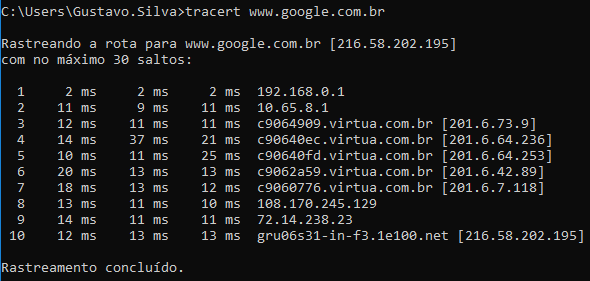 C:\Users\Gustavo.Silva>tracert www.google.com.br
Rastreando a rota para www.google.com.br [216.58.202.195]
com no máximo 30 saltos:
1 2 ms 2 ms 2 ms 192.168.0.1
2 11 ms 9 ms 11 ms 10.65.8.1
3 12 ms 11 ms 11 ms c9064909.virtua.com.br [201.6.73.9]
4 14 ms 37 ms 21 ms c90640ec.virtua.com.br [201.6.64.236]
5 10 ms 11 ms 25 ms c90640fd.virtua.com.br [201.6.64.253]
6 20 ms 13 ms 13 ms c9062a59.virtua.com.br [201.6.42.89]
7 18 ms 13 ms 12 ms c9060776.virtua.com.br [201.6.7.118]
8 13 ms 11 ms 10 ms 108.170.245.129
9 14 ms 11 ms 11 ms 72.14.238.23
10 12 ms 13 ms 13 ms gru06s31-in-f3.1e100.net [216.58.202.195]
Rastreamento concluído.